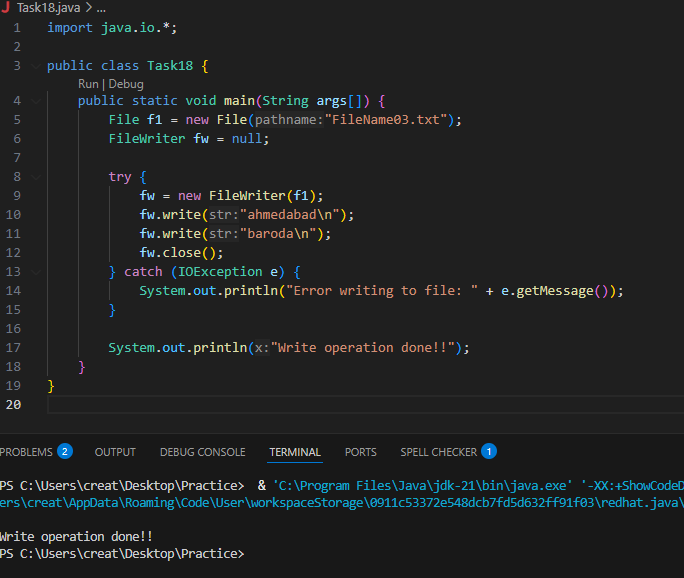 J Task18.java > ...
1 import java.io.*;
2
3 public class Task18 {
Run | Debug
4 public static void main(String args[]) {
5 File f1 = new File(pathname:"FileName03.txt");
6 FileWriter fw = null;
7
8 try {
9 fw = new FileWriter(f1);
10 fw.write(str:"ahmedabad\n");
11 fw.write(str:"baroda\n");
12 fw.close();
13 } catch (IOException e) {
14 System.out.println("Error writing to file: " + e.getMessage());
15 }
16
17 System.out.println(x:"Write operation done!!");
18 }
19 }
20
PROBLEMS 2 OUTPUT DEBUG CONSOLE TERMINAL PORTS SPELL CHECKER 1
PS C:\Users\creat\Desktop\Practice> & 'C:\Program Files\Java\jdk-21\bin\java.exe' '-XX:+ShowCodeD
ers\creat\AppData\Roaming\Code\User\workspaceStorage\0911c53372e548dcb7fd5d632ff91f03\redhat.java\
Write operation done!!
PS C:\Users\creat\Desktop\Practice>